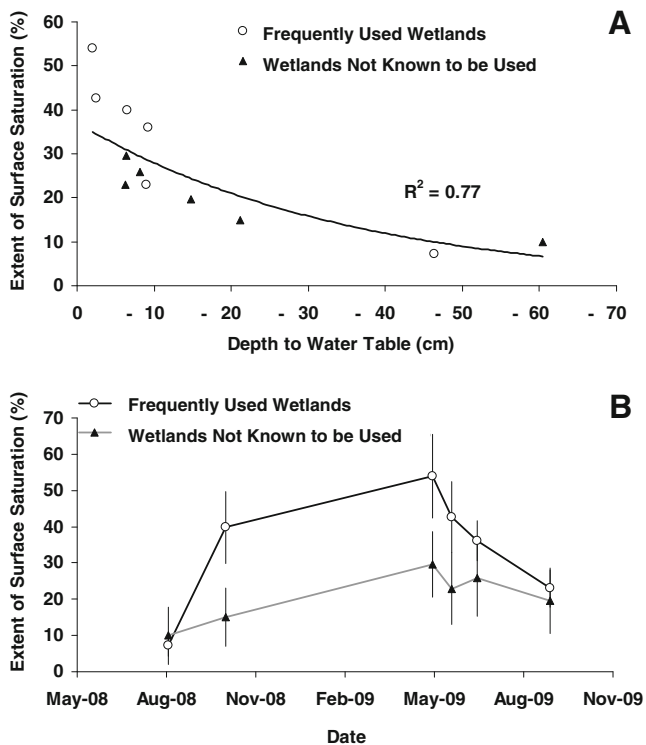 A
60
50
40
30
20
10
0
Extent of Surface Saturation (%)
Frequently Used Wetlands
Wetlands Not Known to be Used
R² = 0.77
0 - 10 - 20 - 30 - 40 - 50 - 60 - 70
Depth to Water Table (cm)
B
70
60
50
40
30
20
10
0
Extent of Surface Saturation (%)
Frequently Used Wetlands
Wetlands Not Known to be Used
May-08 Aug-08 Nov-08 Feb-09 May-09 Aug-09 Nov-09
Date